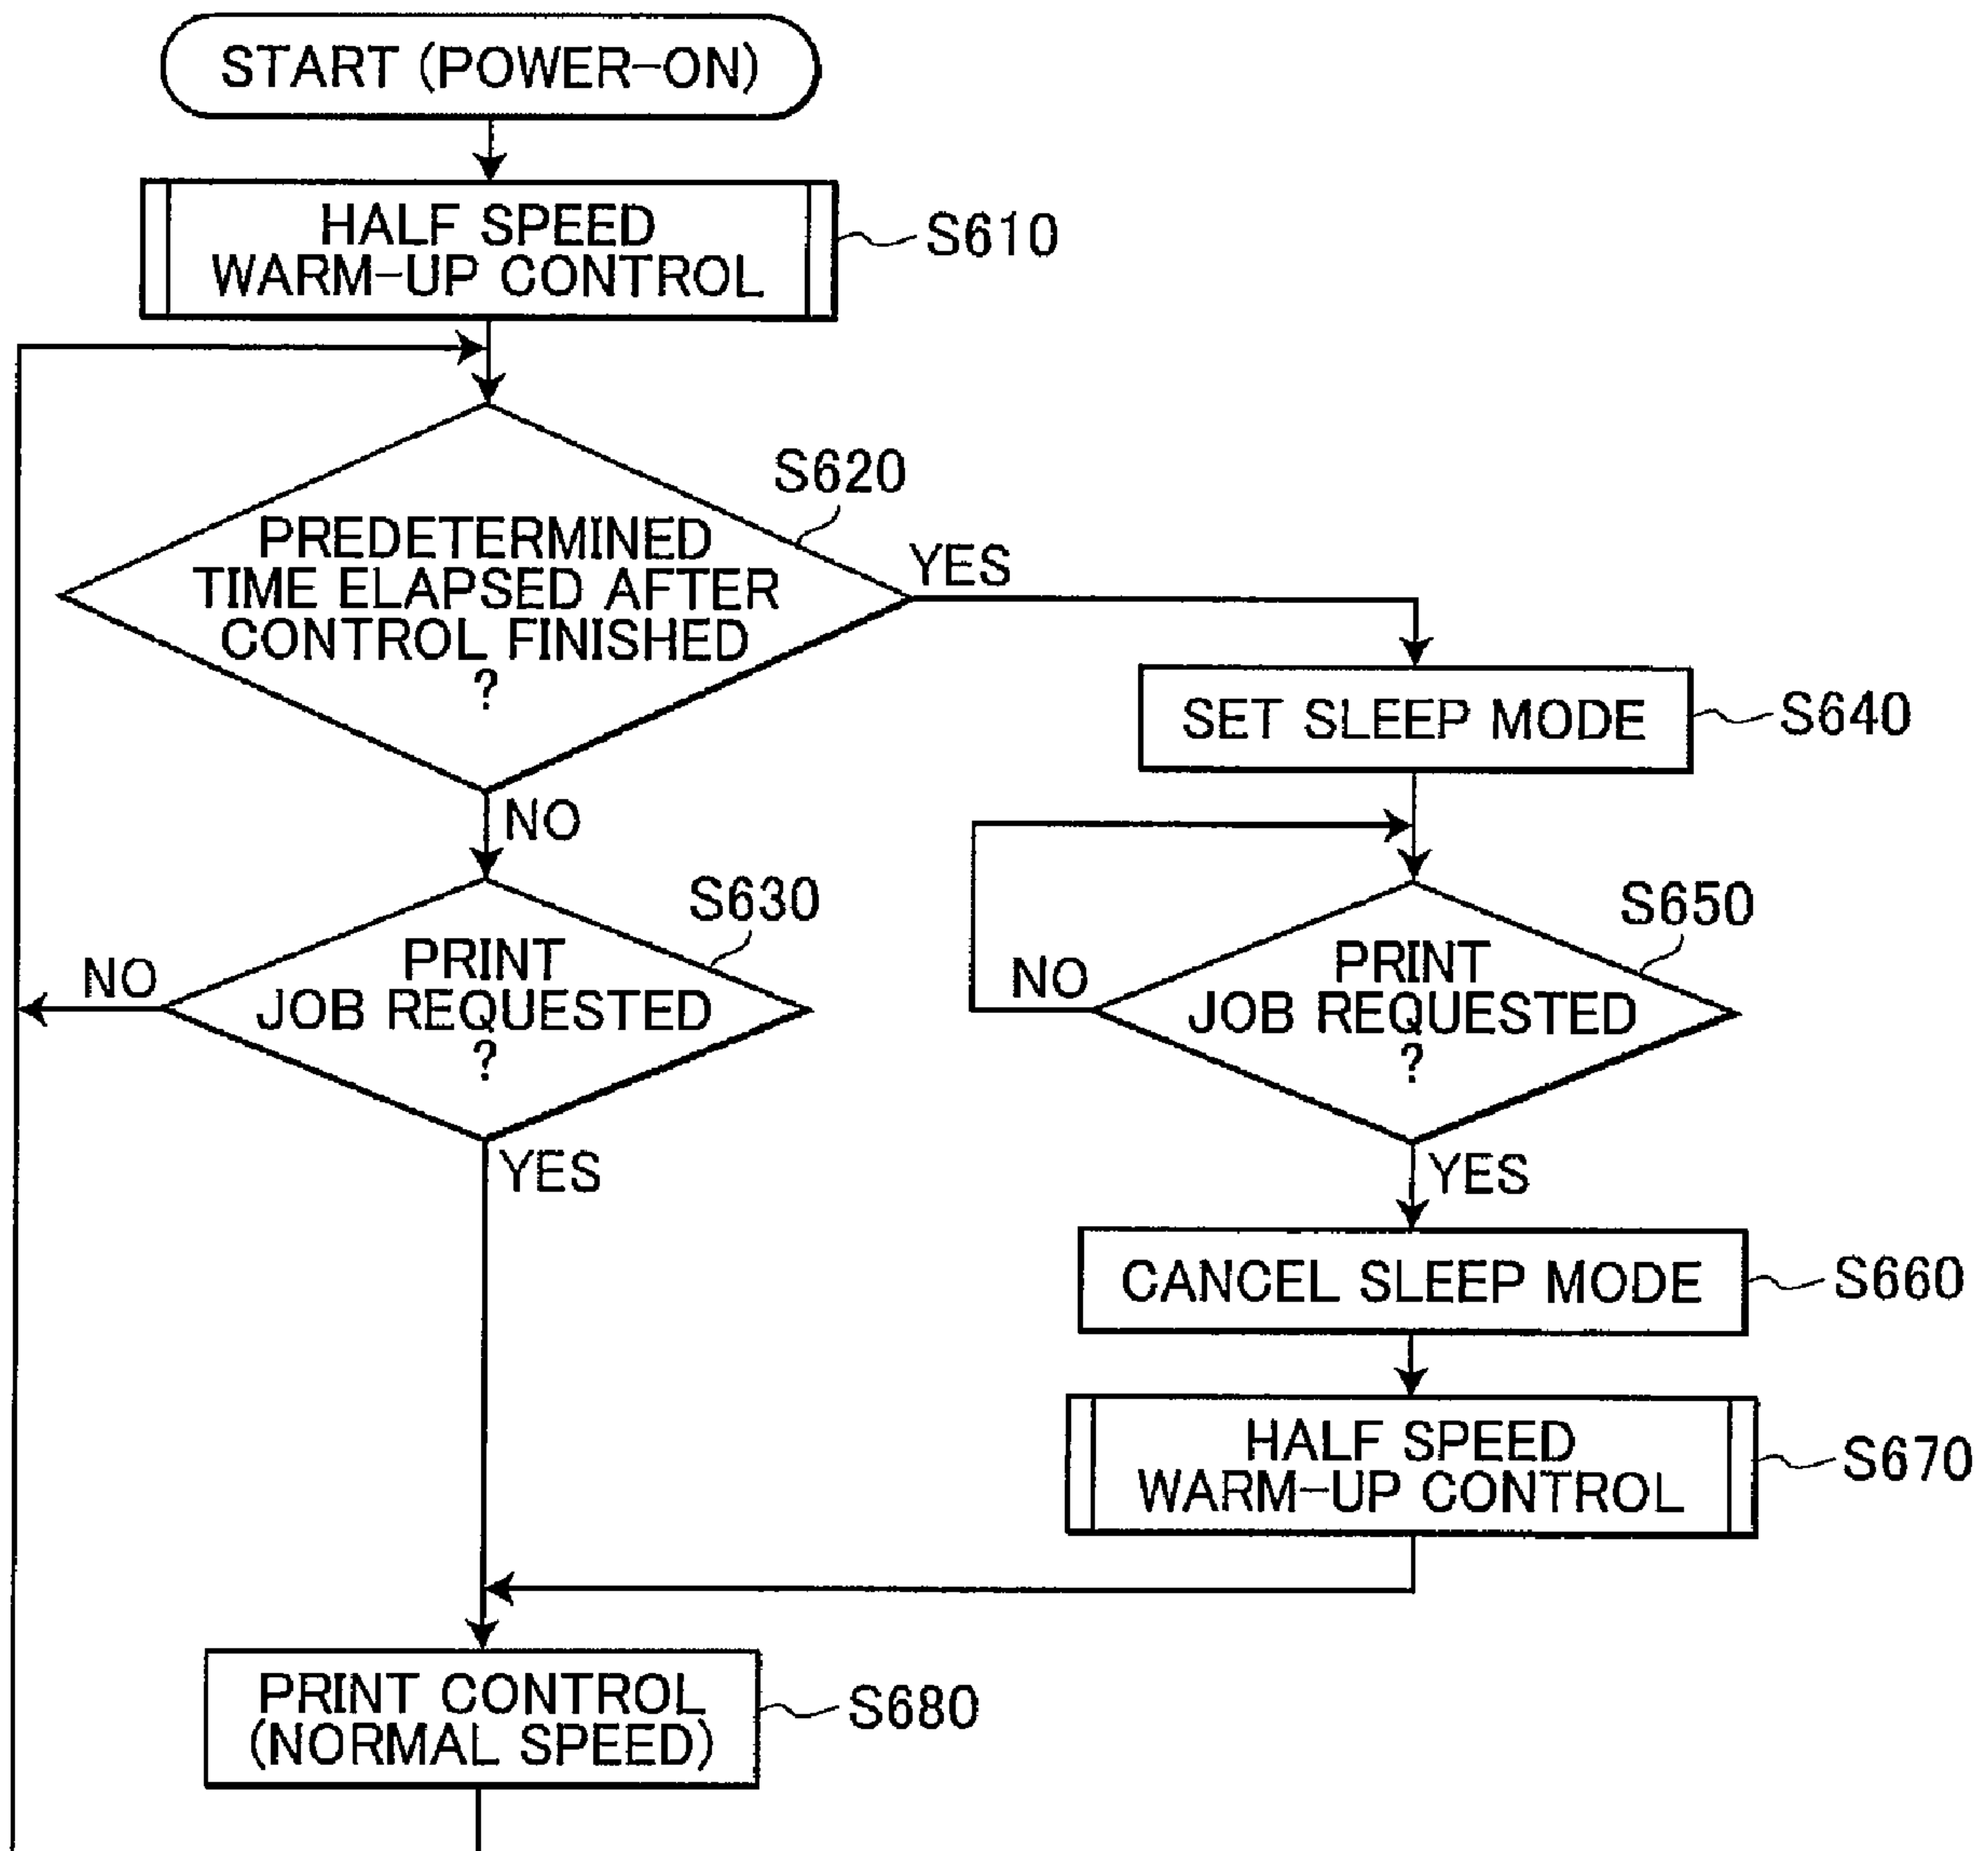 START (POWER-ON)
HALF SPEED
WARM-UP CONTROL
S610
S620
PREDETERMINED
TIME ELAPSED AFTER
CONTROL FINISHED
?
YES
NO
SET SLEEP MODE
S640
S630
PRINT
JOB REQUESTED
?
NO
YES
S650
PRINT
JOB REQUESTED
?
NO
YES
CANCEL SLEEP MODE
S660
HALF SPEED
WARM-UP CONTROL
S670
PRINT CONTROL
(NORMAL SPEED)
S680